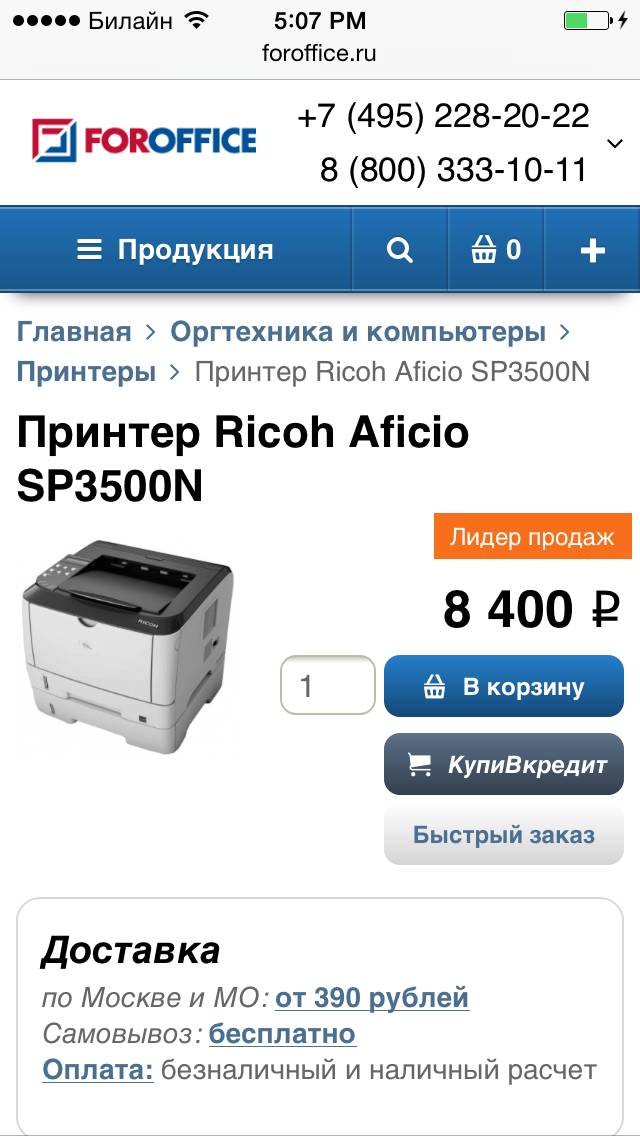 Билайн 5:07 PM
foroffice.ru
FOROFFICE
+7 (495) 228-20-22
8 (800) 333-10-11
Продукция 0
Главная > Оргтехника и компьютеры >
Принтеры > Принтер Ricoh Aficio SP3500N
Принтер Ricoh Aficio
SP3500N
Лидер продаж
RICOH
8 400 ₽
1 В корзину
КупиВкредит
Быстрый заказ
Доставка
по Москве и МО: от 390 рублей
Самовывоз: бесплатно
Оплата: безналичный и наличный расчет